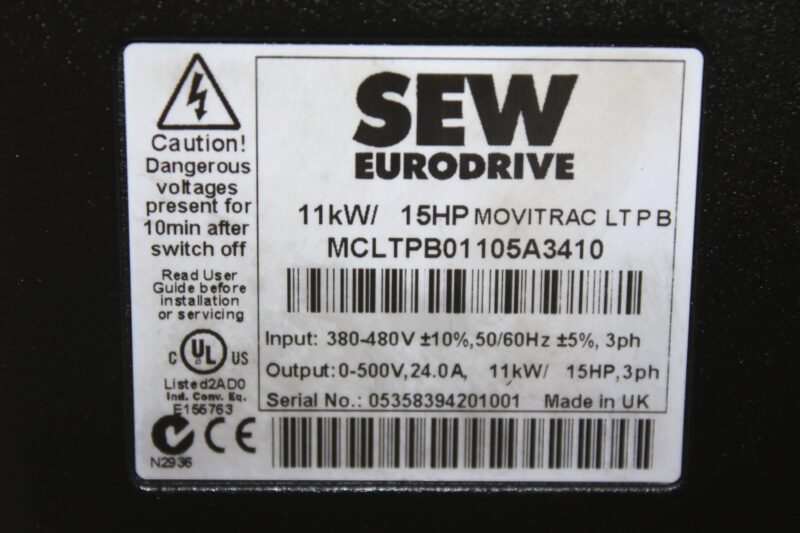 Caution!
Dangerous
voltages
present for
10min after
switch off
Read User
Guide before
installation
or servicing
c UL US
Listed2AD0
Ind. Conv. Eq.
E155763
CE
N2936
SEW
EURODRIVE
11kW/ 15HP MOVITRAC LT P B
MCLTPB01105A3410
Input: 380-480V ±10%,50/60Hz ±5%, 3ph
Output:0-500V,24.0A, 11kW/ 15HP,3ph
Serial No.: 05358394201001 Made in UK